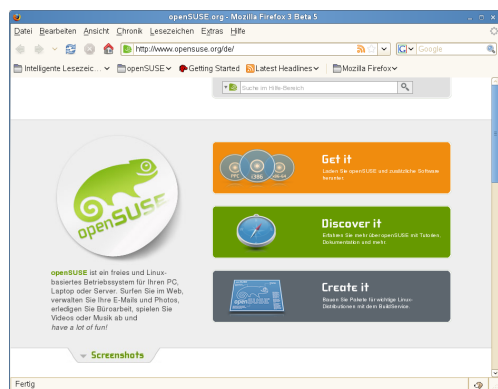 openSUSE.org - Mozilla Firefox 3 Beta 5
Datei Bearbeiten Ansicht Chronik Lesezeichen Extras Hilfe
http://www.opensuse.org/de/
Google
Intelligente Lesezeic... openSUSE Getting Started Latest Headlines Mozilla Firefox
Suche im Hilfe-Bereich
openSUSE
Get it
Laden Sie openSUSE und zusätzliche Software
herunter.
Discover it
Erfahren Sie mehr über openSUSE mit Tutorien,
Dokumentation und mehr.
Create it
Bauen Sie Pakete für wichtige Linux-
Distributionen mit dem BuildService.
openSUSE ist ein freies und Linux-
basiertes Betriebssystem für Ihren PC,
Laptop oder Server. Surfen Sie im Web,
verwalten Sie Ihre E-Mails und Photos,
erledigen Sie Büroarbeit, spielen Sie
Videos oder Musik ab und
have a lot of fun!
Screenshots
Fertig